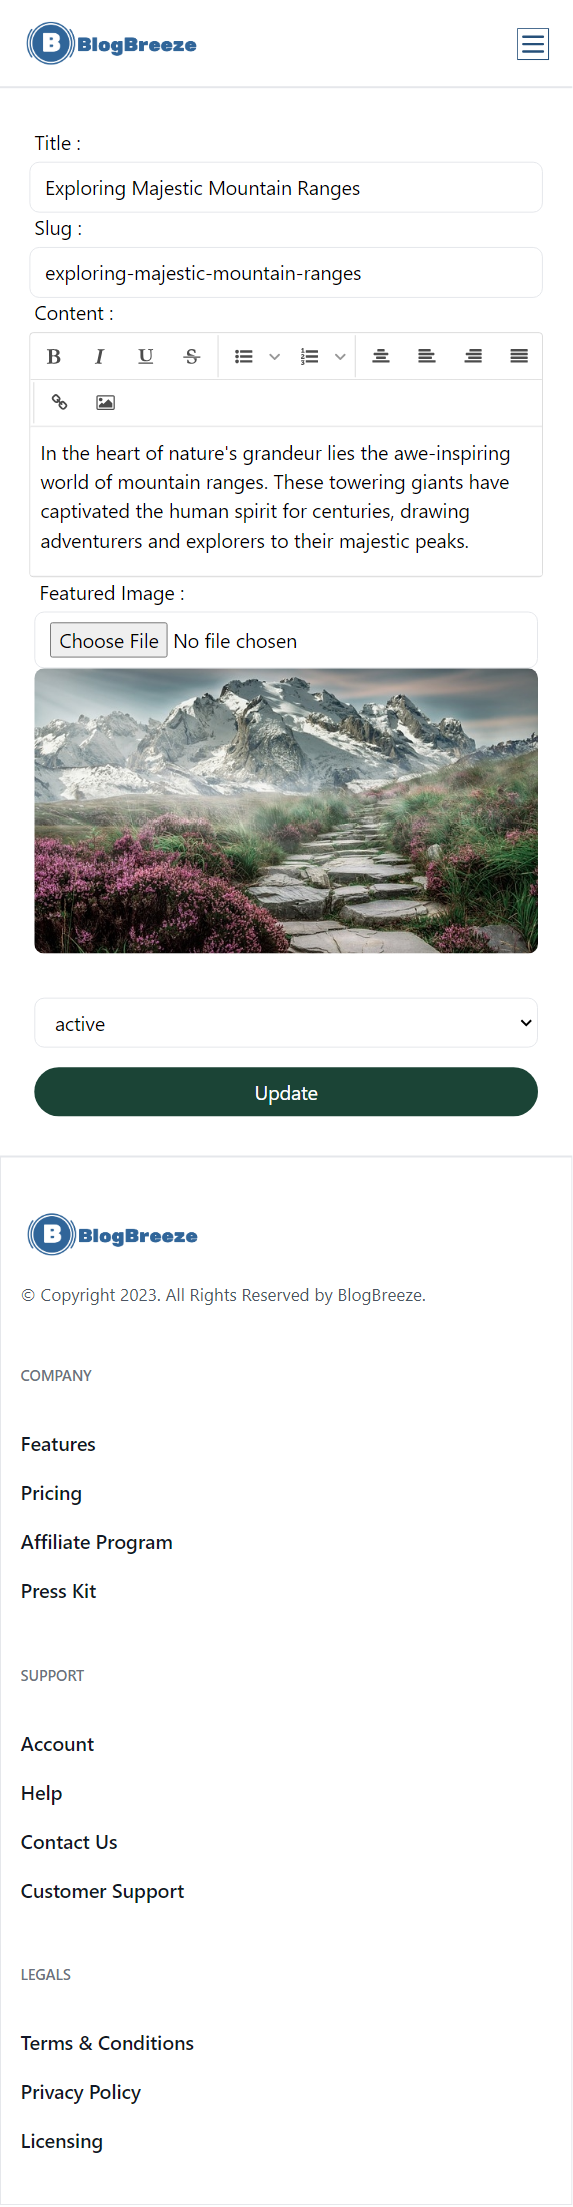 B BlogBreeze
Title :
Exploring Majestic Mountain Ranges
Slug :
exploring-majestic-mountain-ranges
Content :
B I U S
In the heart of nature's grandeur lies the awe-inspiring
world of mountain ranges. These towering giants have
captivated the human spirit for centuries, drawing
adventurers and explorers to their majestic peaks.
Featured Image :
Choose File No file chosen
active
Update
B BlogBreeze
© Copyright 2023. All Rights Reserved by BlogBreeze.
COMPANY
Features
Pricing
Affiliate Program
Press Kit
SUPPORT
Account
Help
Contact Us
Customer Support
LEGALS
Terms & Conditions
Privacy Policy
Licensing